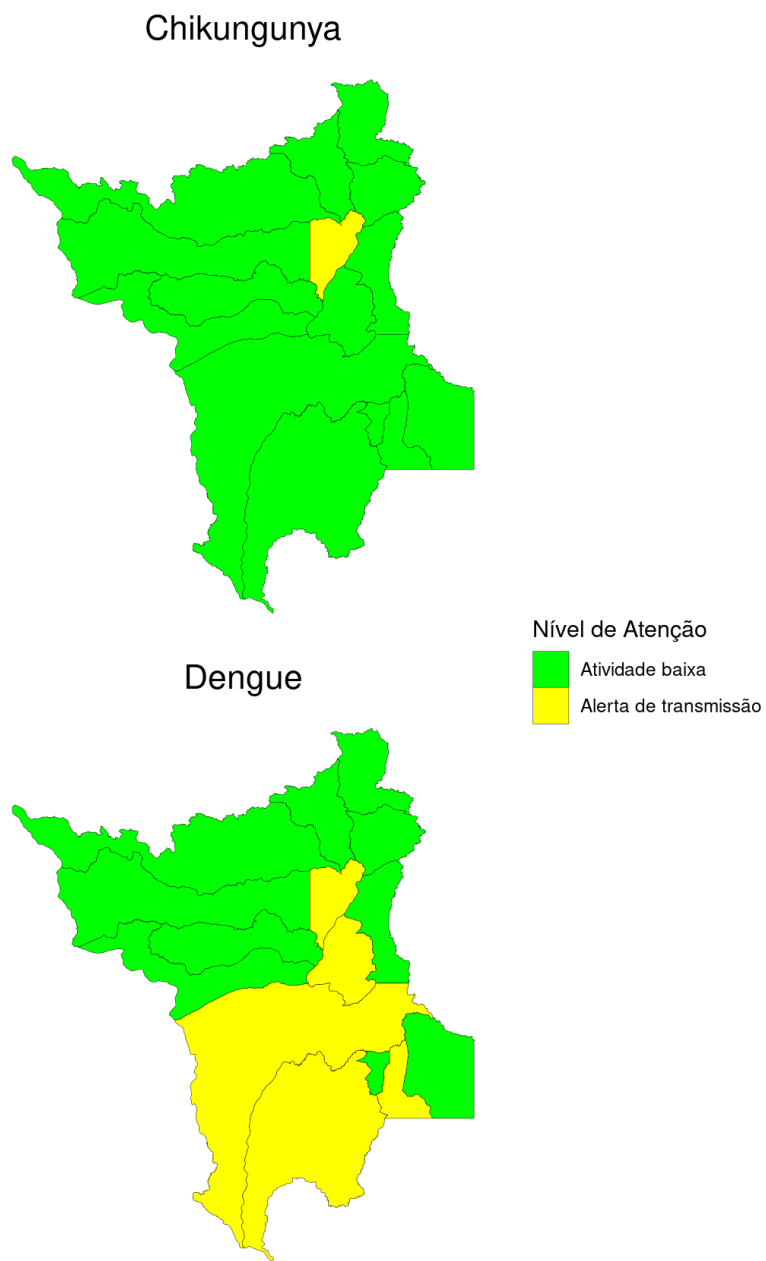 Chikungunya
Nível de Atenção
Atividade baixa
Alerta de transmissão
Dengue